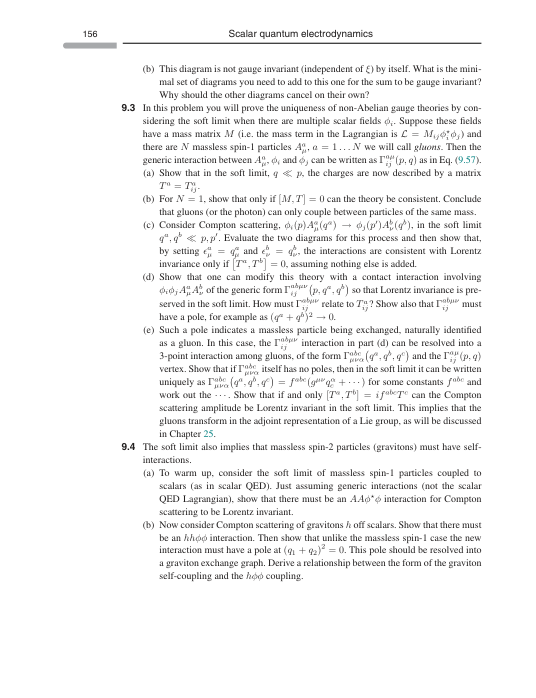 156 Scalar quantum electrodynamics
(b) This diagram is not gauge invariant (independent of ξ) by itself. What is the mini-
mal set of diagrams you need to add to this one for the sum to be gauge invariant?
Why should the other diagrams cancel on their own?
9.3 In this problem you will prove the uniqueness of non-Abelian gauge theories by con-
sidering the soft limit when there are multiple scalar fields ϕᵢ. Suppose these fields
have a mass matrix M (i.e. the mass term in the Lagrangian is $\mathcal{L} = M_{ij}\phi_i^\star\phi_j$) and
there are N massless spin-1 particles $A_\mu^a$, a = 1 . . . N we will call gluons. Then the
generic interaction between $A_\mu^a$, $\phi_i$ and $\phi_j$ can be written as $\Gamma_{ij}^{a\mu}(p, q)$ as in Eq. (9.57).
(a) Show that in the soft limit, q ≪ p, the charges are now described by a matrix
$T^a = T_{ij}^a$.
(b) For N = 1, show that only if [M, T] = 0 can the theory be consistent. Conclude
that gluons (or the photon) can only couple between particles of the same mass.
(c) Consider Compton scattering, $\phi_i(p)A_\mu^a(q^a) \to \phi_j(p')A_\nu^b(q^b)$, in the soft limit
$q^a, q^b \ll p, p'$. Evaluate the two diagrams for this process and then show that,
by setting $\epsilon_\mu^a = q_\mu^a$ and $\epsilon_\nu^b = q_\nu^b$, the interactions are consistent with Lorentz
invariance only if $[T^a, T^b] = 0$, assuming nothing else is added.
(d) Show that one can modify this theory with a contact interaction involving
$\phi_i\phi_j A_\mu^a A_\nu^b$ of the generic form $\Gamma_{ij}^{ab\mu\nu}(p, q^a, q^b)$ so that Lorentz invariance is pre-
served in the soft limit. How must $\Gamma_{ij}^{ab\mu\nu}$ relate to $T_{ij}^a$? Show also that $\Gamma_{ij}^{ab\mu\nu}$ must
have a pole, for example as $(q^a + q^b)^2 \to 0$.
(e) Such a pole indicates a massless particle being exchanged, naturally identified
as a gluon. In this case, the $\Gamma_{ij}^{ab\mu\nu}$ interaction in part (d) can be resolved into a
3-point interaction among gluons, of the form $\Gamma_{\mu\nu\alpha}^{abc}(q^a, q^b, q^c)$ and the $\Gamma_{ij}^{a\mu}(p, q)$
vertex. Show that if $\Gamma_{\mu\nu\alpha}^{abc}$ itself has no poles, then in the soft limit it can be written
uniquely as $\Gamma_{\mu\nu\alpha}^{abc}(q^a, q^b, q^c) = f^{abc}(g^{\mu\nu}q_c^\alpha + \cdots)$ for some constants $f^{abc}$ and
work out the $\cdots$. Show that if and only $[T^a, T^b] = if^{abc}T^c$ can the Compton
scattering amplitude be Lorentz invariant in the soft limit. This implies that the
gluons transform in the adjoint representation of a Lie group, as will be discussed
in Chapter 25.
9.4 The soft limit also implies that massless spin-2 particles (gravitons) must have self-
interactions.
(a) To warm up, consider the soft limit of massless spin-1 particles coupled to
scalars (as in scalar QED). Just assuming generic interactions (not the scalar
QED Lagrangian), show that there must be an $AA\phi^\star\phi$ interaction for Compton
scattering to be Lorentz invariant.
(b) Now consider Compton scattering of gravitons h off scalars. Show that there must
be an $hh\phi\phi$ interaction. Then show that unlike the massless spin-1 case the new
interaction must have a pole at $(q_1 + q_2)^2 = 0$. This pole should be resolved into
a graviton exchange graph. Derive a relationship between the form of the graviton
self-coupling and the $h\phi\phi$ coupling.